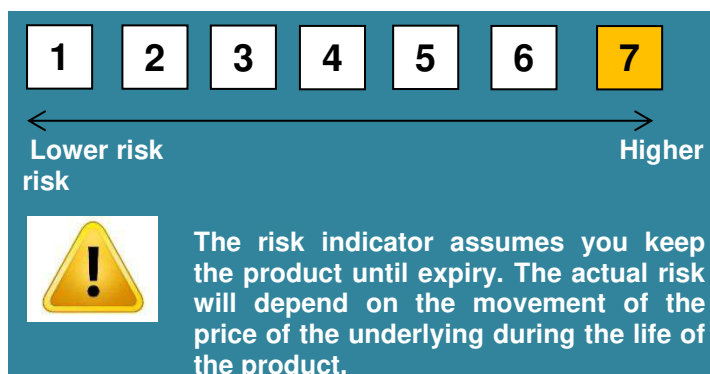 1 2 3 4 5 6 7
Lower risk Higher
risk
The risk indicator assumes you keep
the product until expiry. The actual risk
will depend on the movement of the
price of the underlying during the life of
the product.